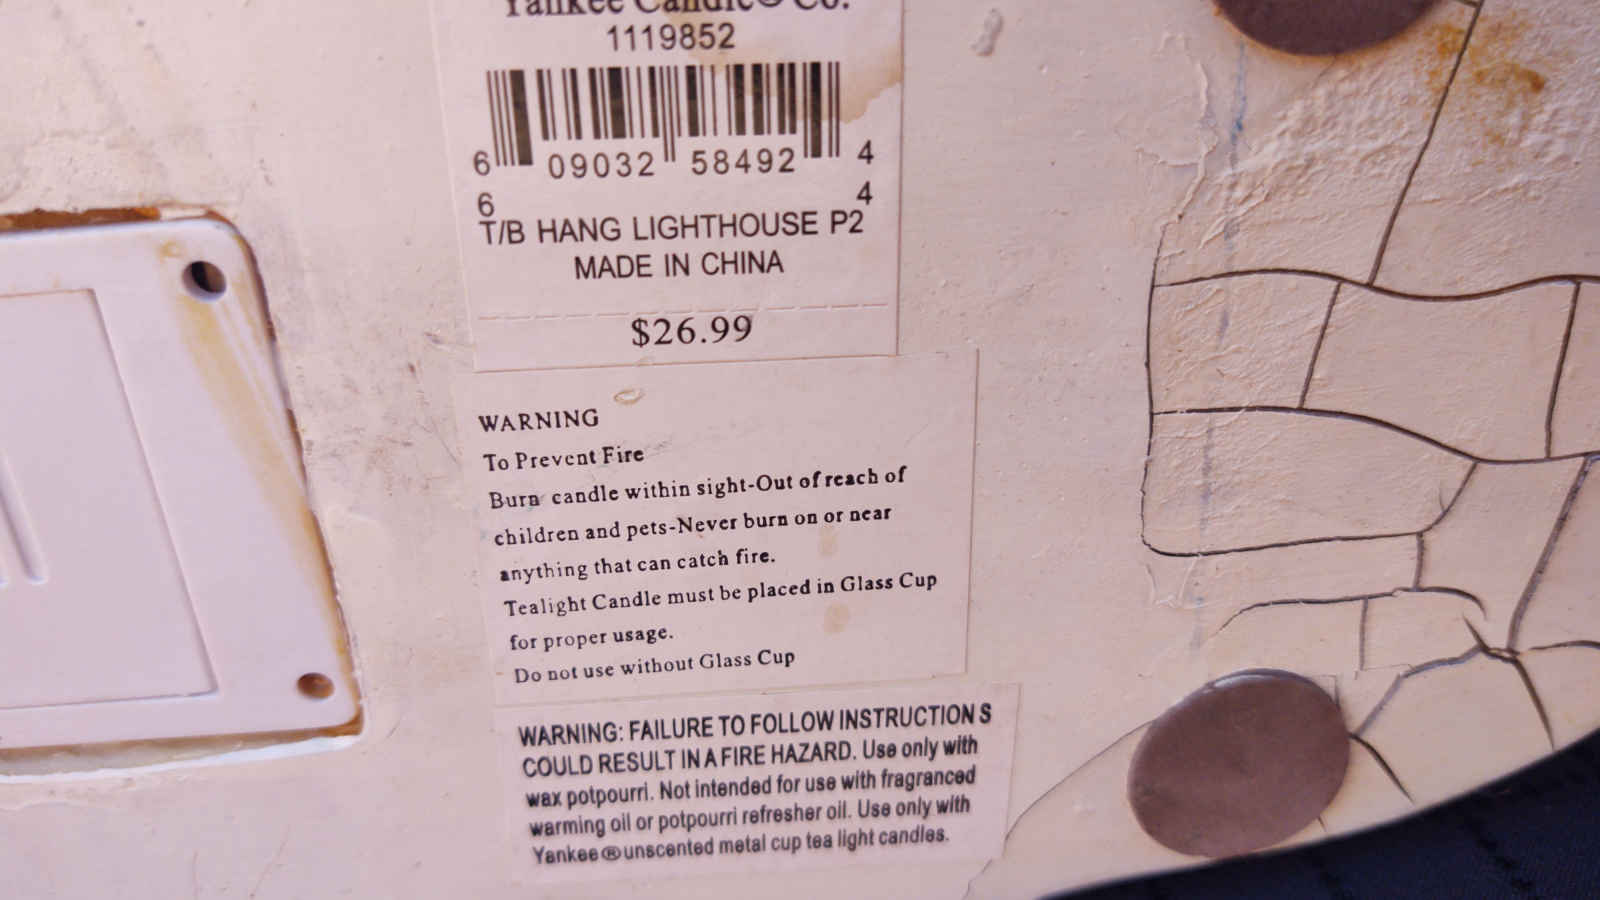 Yankee Candle® Co.
1119852
6 09032 58492 4
6 4
T/B HANG LIGHTHOUSE P2
MADE IN CHINA
$26.99
WARNING
To Prevent Fire
Burn candle within sight-Out of reach of
children and pets-Never burn on or near
anything that can catch fire.
Tealight Candle must be placed in Glass Cup
for proper usage.
Do not use without Glass Cup
WARNING: FAILURE TO FOLLOW INSTRUCTIONS
COULD RESULT IN A FIRE HAZARD. Use only with
wax potpourri. Not intended for use with fragranced
warming oil or potpourri refresher oil. Use only with
Yankee® unscented metal cup tea light candles.